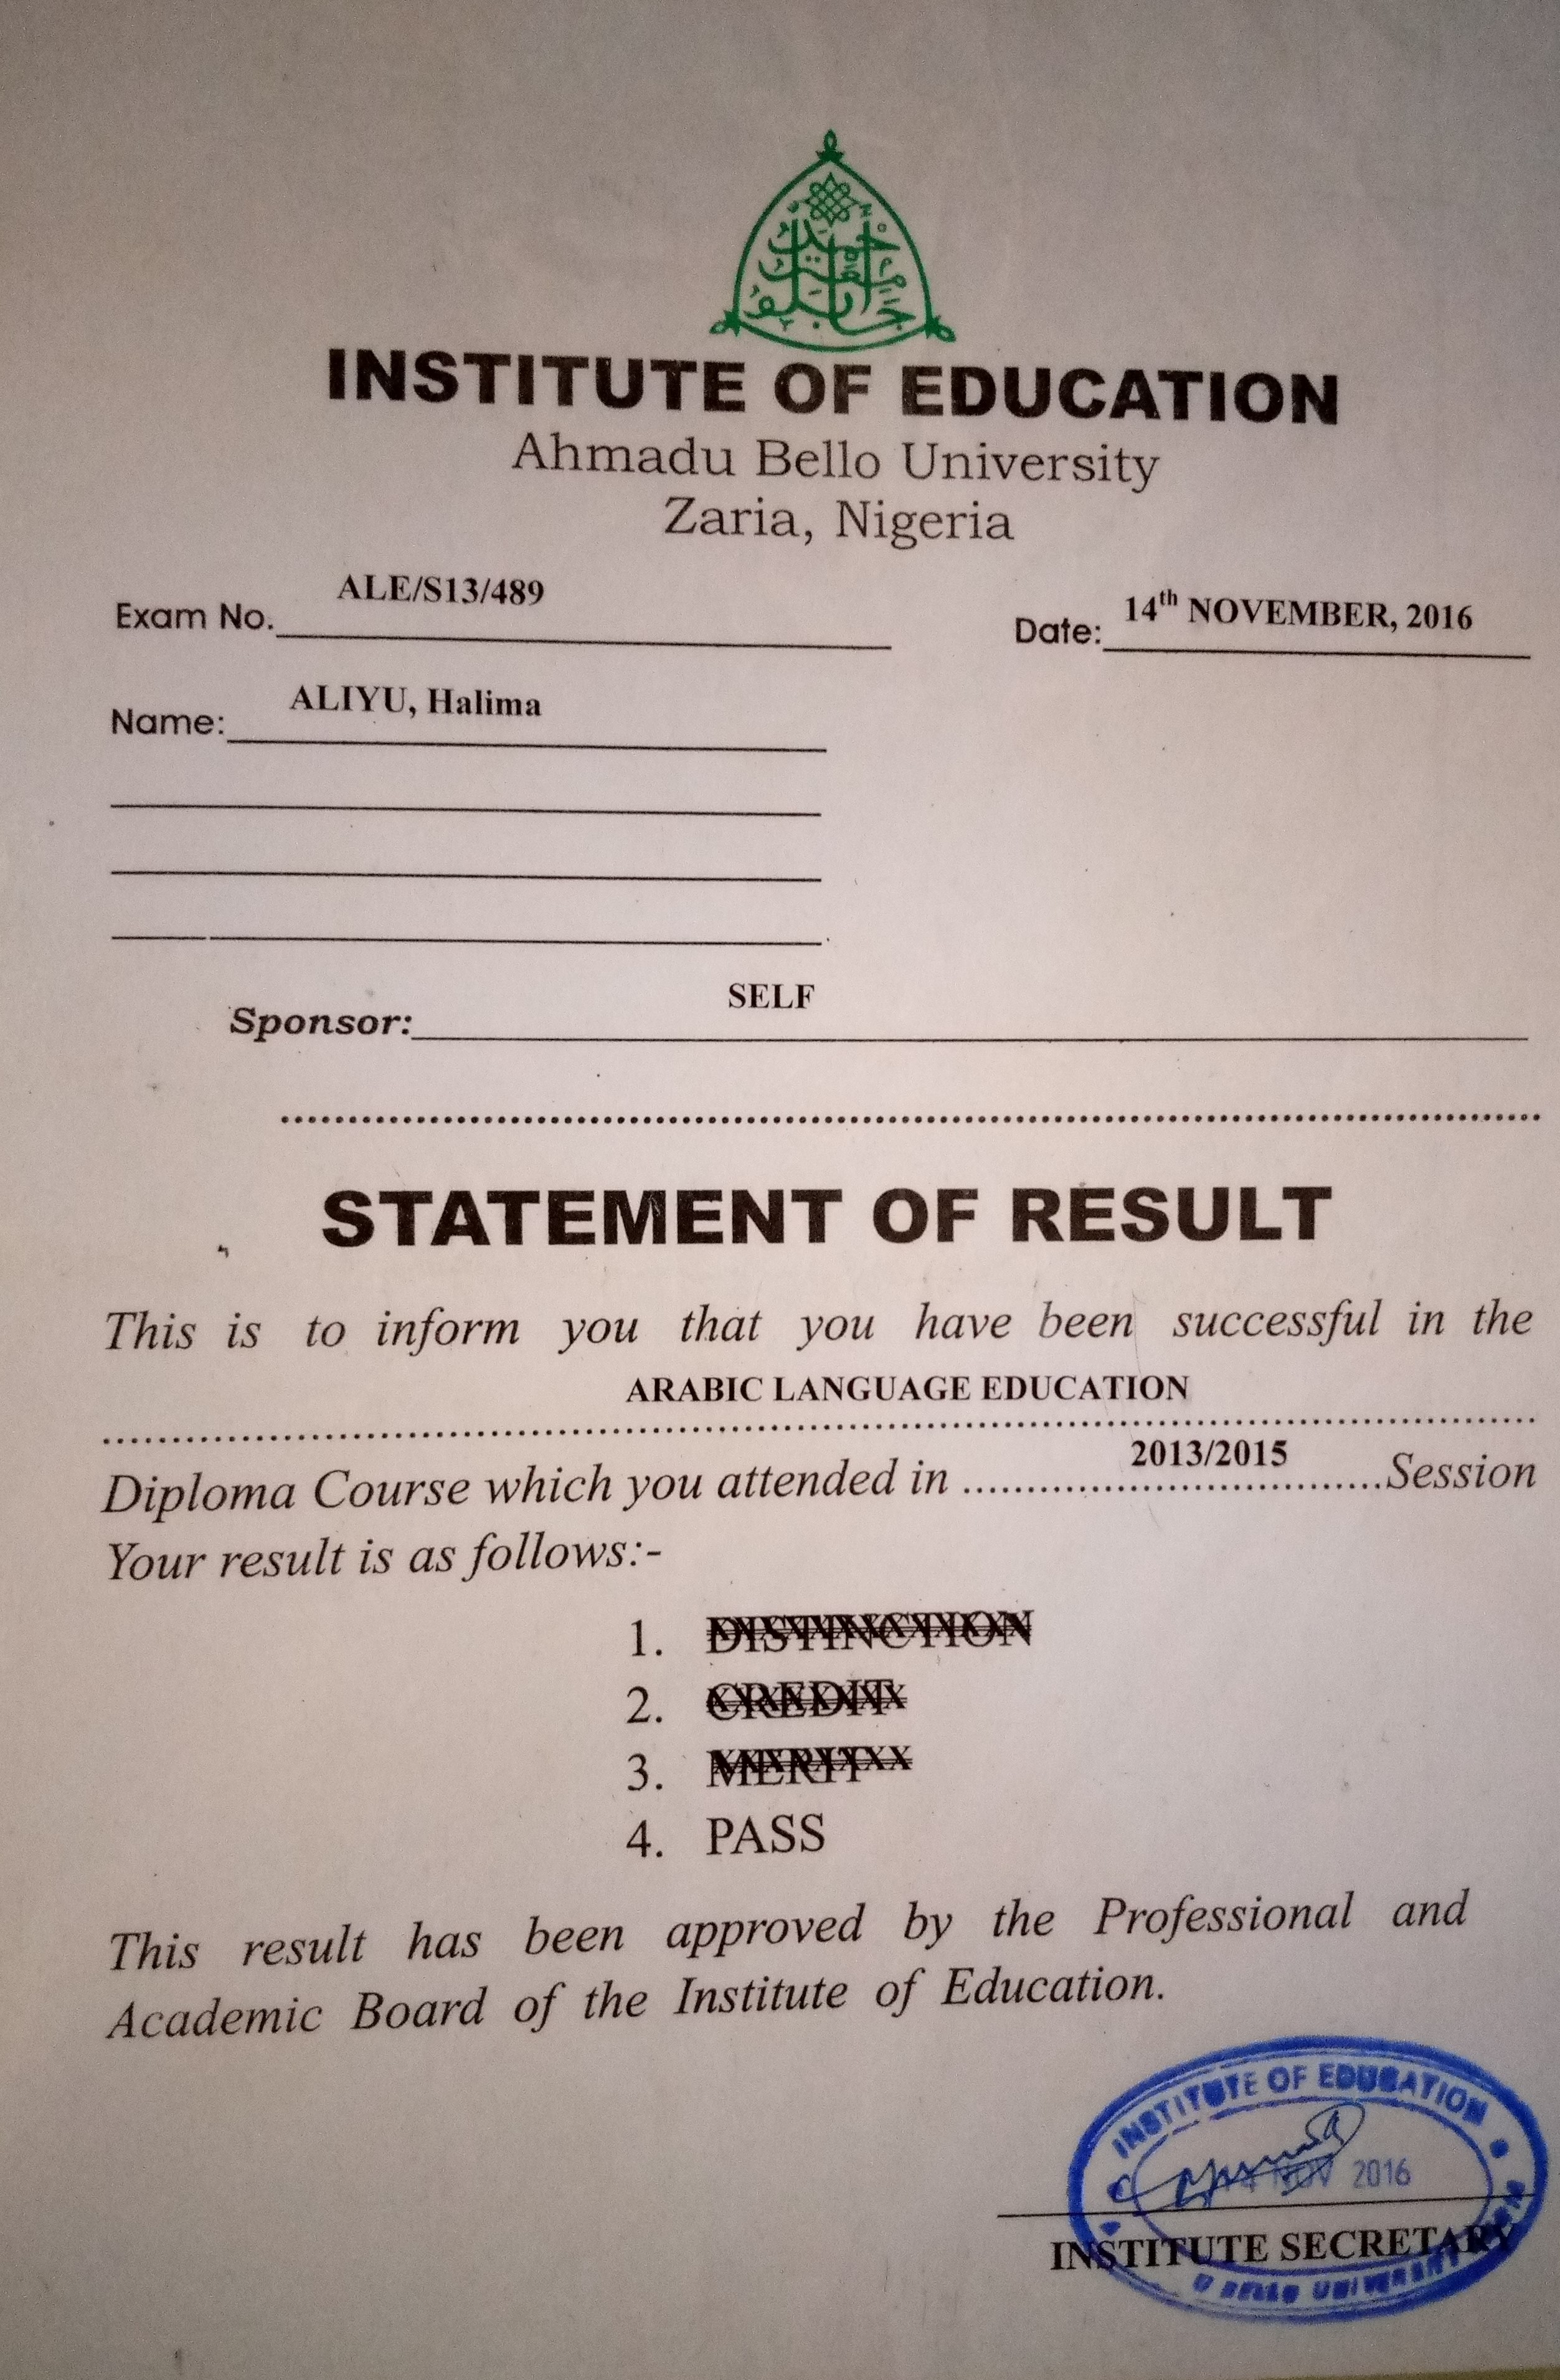 INSTITUTE OF EDUCATION
Ahmadu Bello University
Zaria, Nigeria
Exam No. ALE/S13/489
Date: 14th NOVEMBER, 2016
Name: ALIYU, Halima
Sponsor: SELF
STATEMENT OF RESULT
This is to inform you that you have been successful in the
ARABIC LANGUAGE EDUCATION
Diploma Course which you attended in 2013/2015 Session
Your result is as follows:-
1. DISTINCTION
2. CREDIT
3. MERIT
4. PASS
This result has been approved by the Professional and
Academic Board of the Institute of Education.
INSTITUTE OF EDUCATION
14 NOV 2016
INSTITUTE SECRETARY
BELLO UNIVERSITY